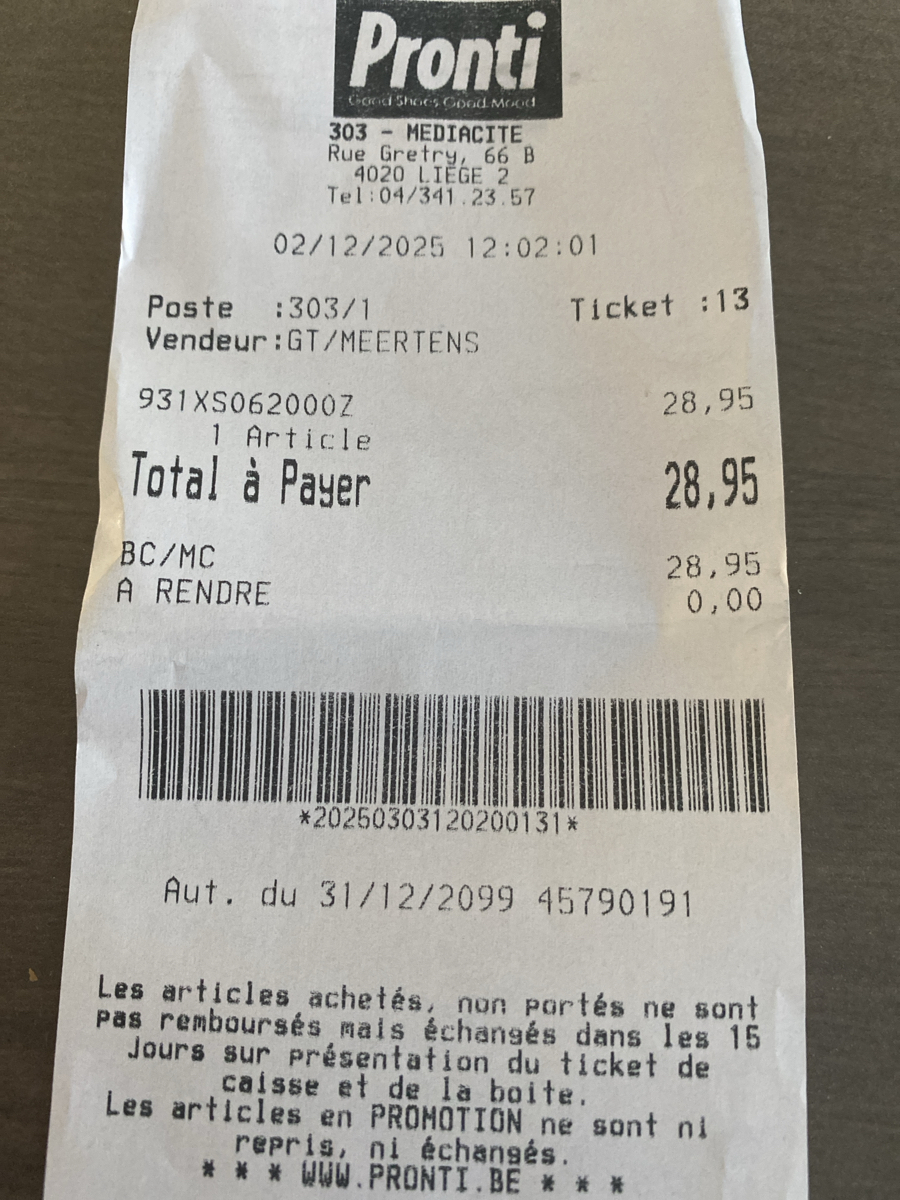 Pronti
Good Shoes Good Mood
303 - MEDIACITE
Rue Gretry, 66 B
4020 LIEGE 2
Tel:04/341.23.57
02/12/2025 12:02:01
Poste :303/1 Ticket :13
Vendeur:GT/MEERTENS
931XS062000Z 28,95
1 Article
Total à Payer 28,95
BC/MC 28,95
A RENDRE 0,00
*20250303120200131*
Aut. du 31/12/2099 45790191
Les articles achetés, non portés ne sont
pas remboursés mais échangés dans les 15
Jours sur présentation du ticket de
caisse et de la boite.
Les articles en PROMOTION ne sont ni
repris, ni échangés.
* * * WWW.PRONTI.BE * * *